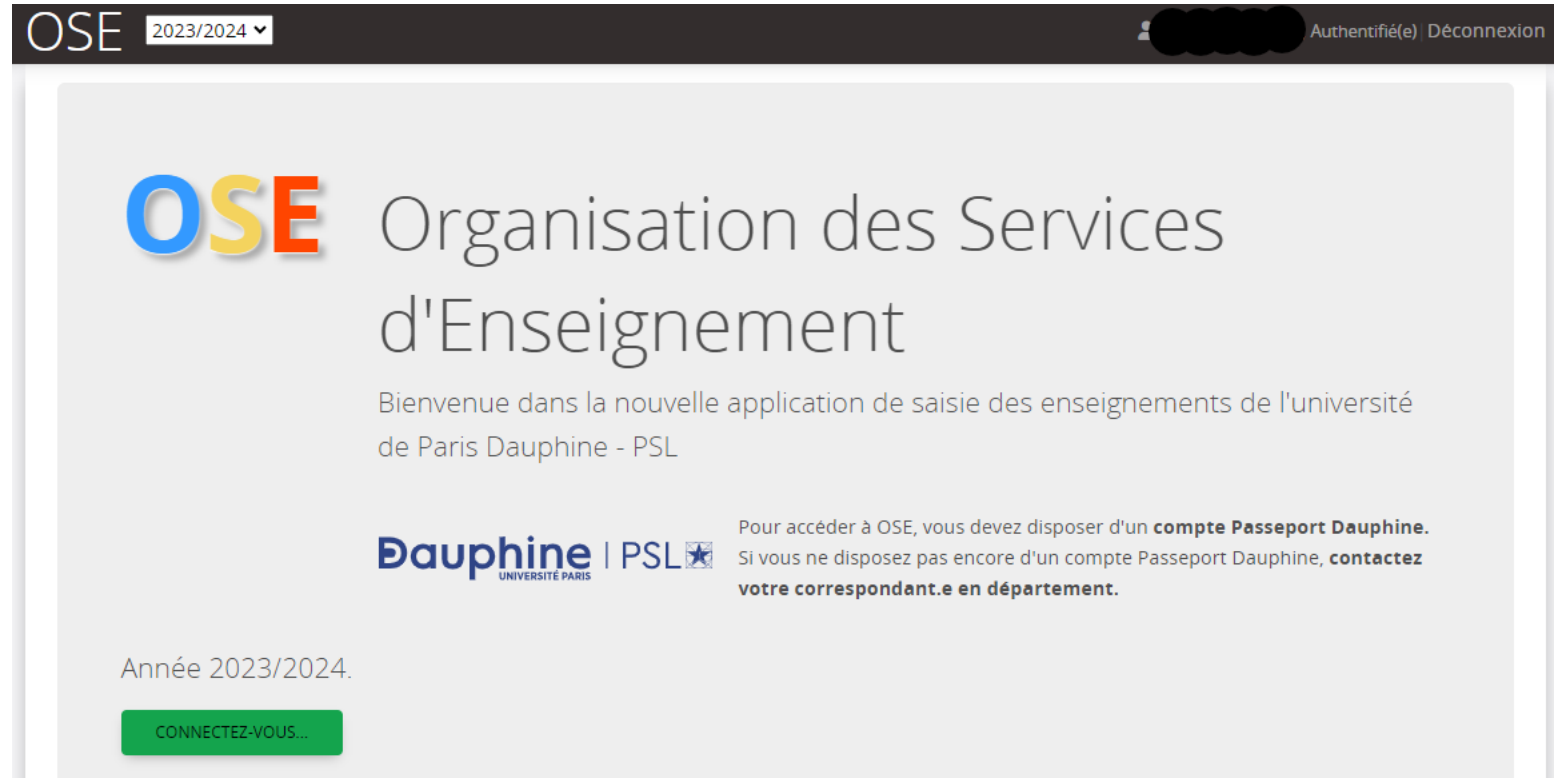 OSE 2023/2024 Authentifié(e) | Déconnexion
OSE
Organisation des Services
d'Enseignement
Bienvenue dans la nouvelle application de saisie des enseignements de l'université
de Paris Dauphine - PSL
Dauphine | PSL
UNIVERSITÉ PARIS
Pour accéder à OSE, vous devez disposer d'un compte Passeport Dauphine.
Si vous ne disposez pas encore d'un compte Passeport Dauphine, contactez
votre correspondant.e en département.
Année 2023/2024.
CONNECTEZ-VOUS...